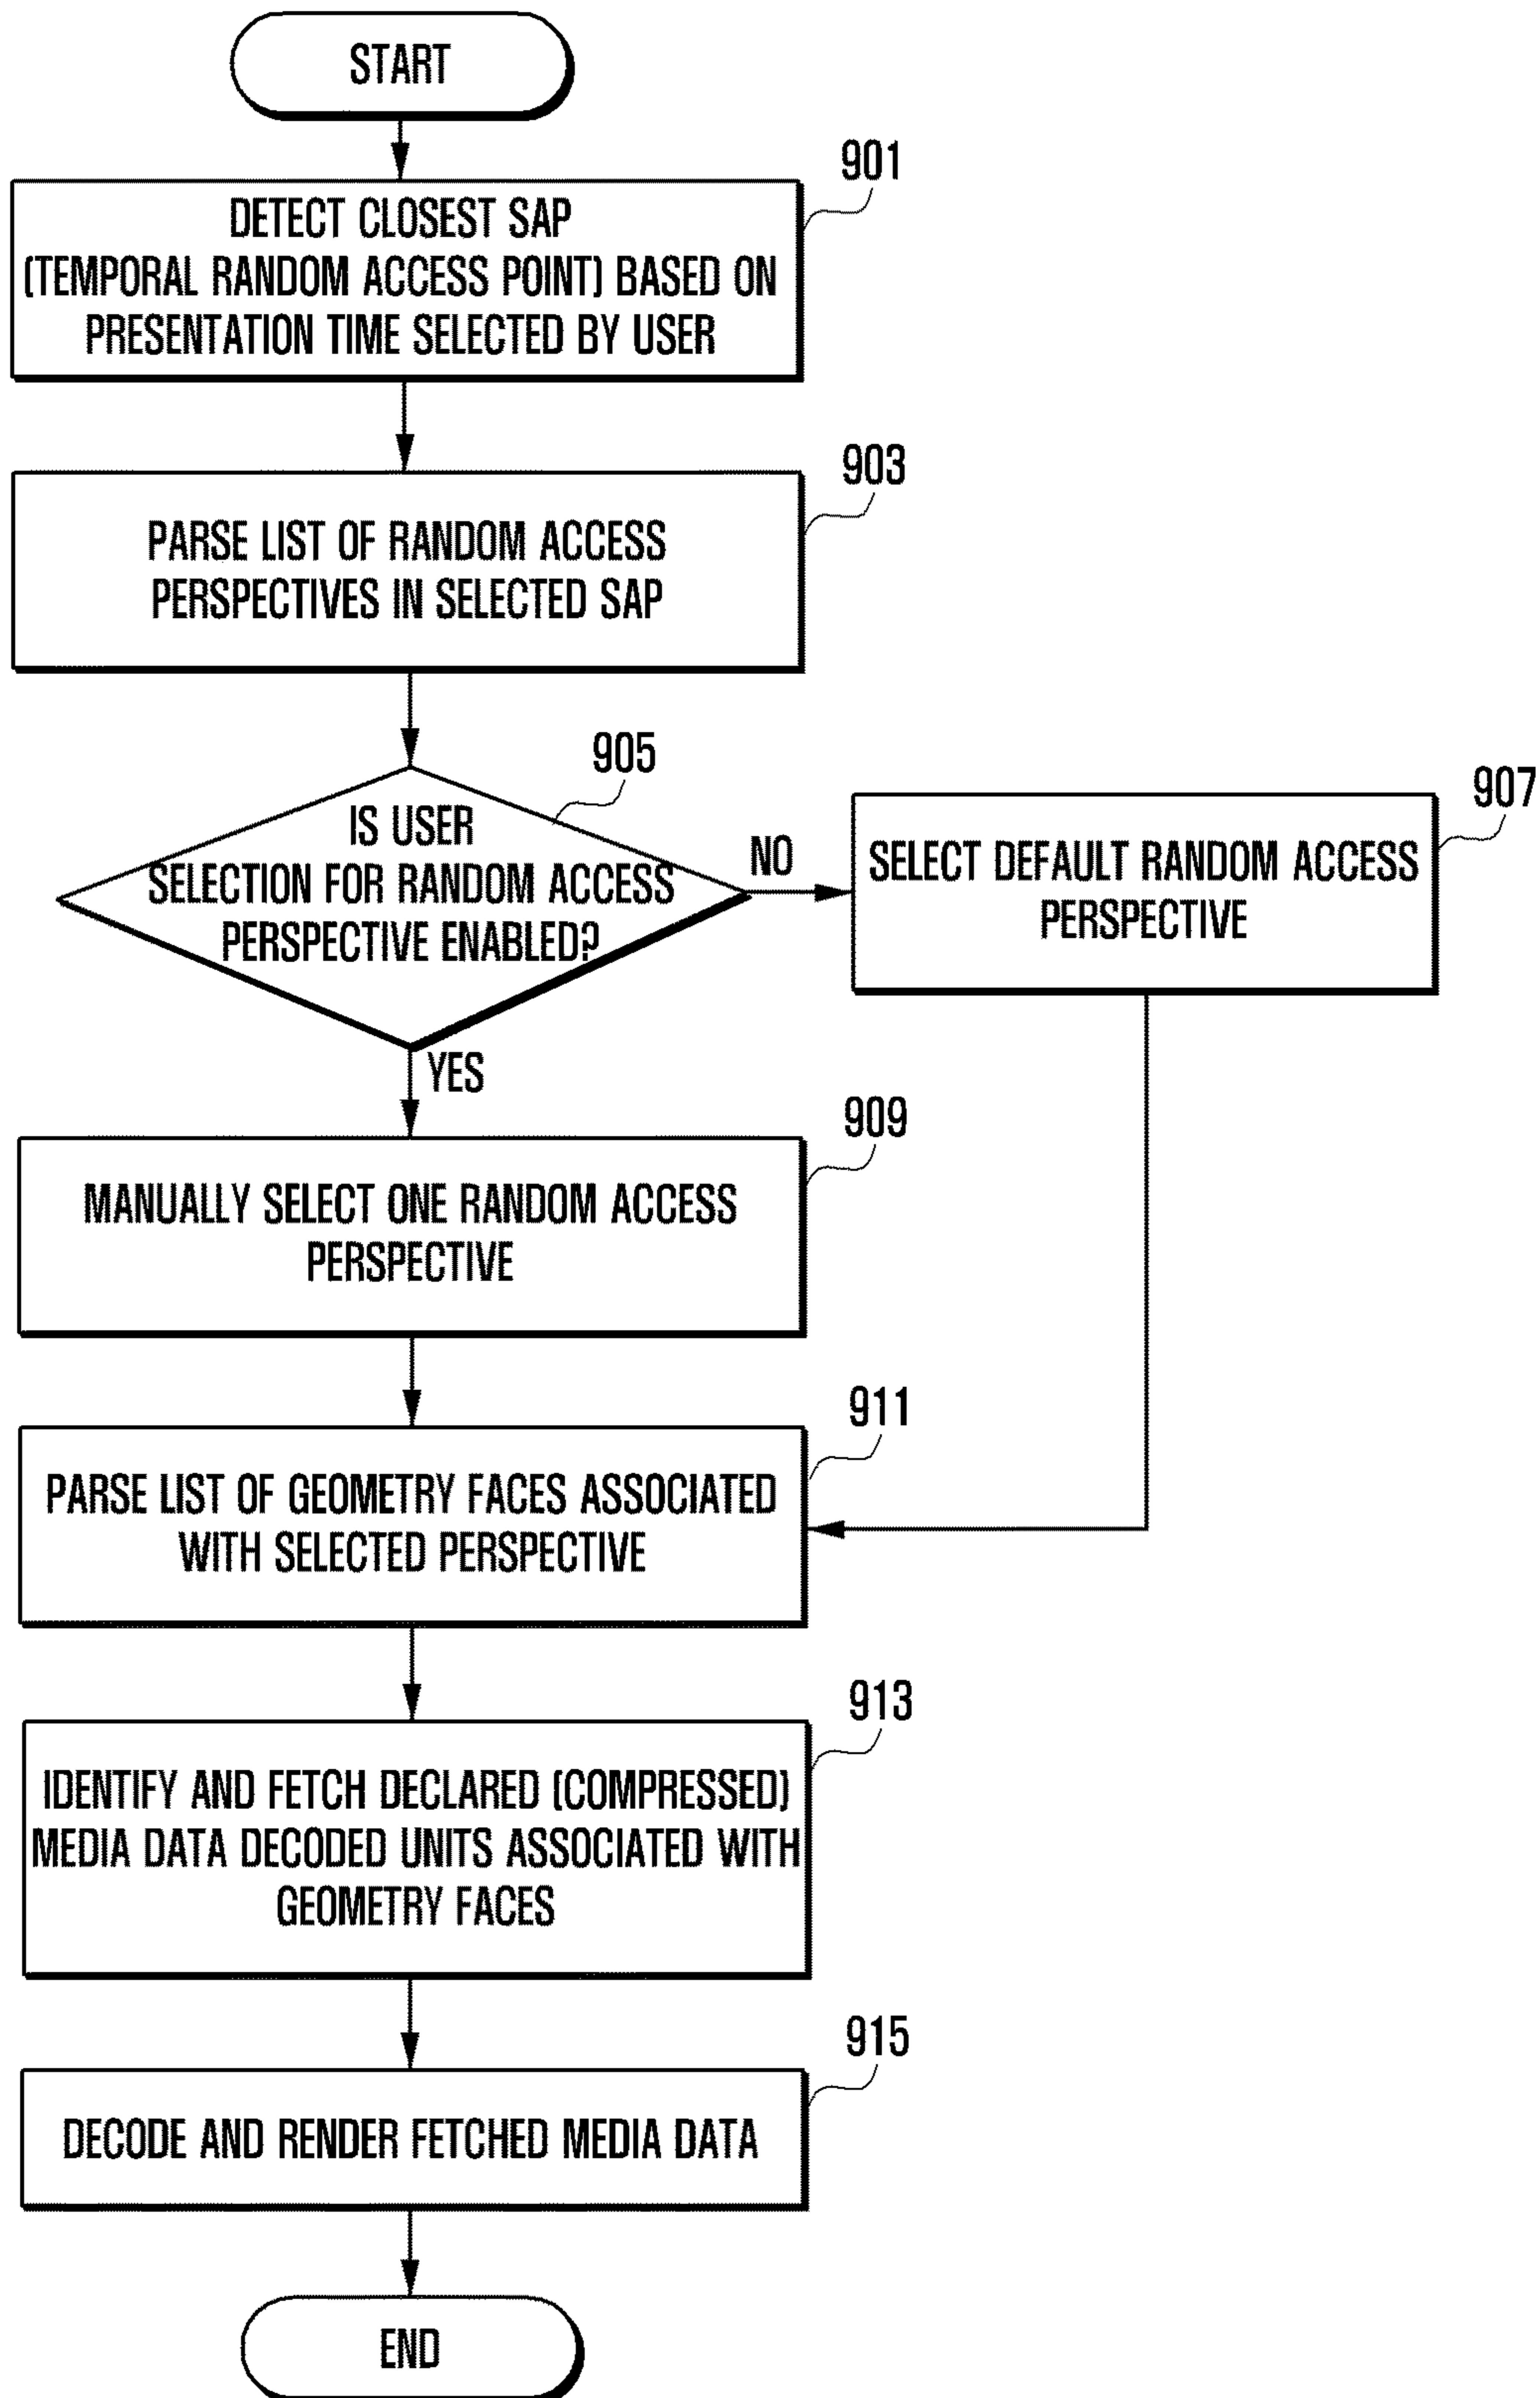 START
901
DETECT CLOSEST SAP
(TEMPORAL RANDOM ACCESS POINT) BASED ON
PRESENTATION TIME SELECTED BY USER
903
PARSE LIST OF RANDOM ACCESS
PERSPECTIVES IN SELECTED SAP
905
IS USER
SELECTION FOR RANDOM ACCESS
PERSPECTIVE ENABLED?
NO
907
SELECT DEFAULT RANDOM ACCESS
PERSPECTIVE
YES
909
MANUALLY SELECT ONE RANDOM ACCESS
PERSPECTIVE
911
PARSE LIST OF GEOMETRY FACES ASSOCIATED
WITH SELECTED PERSPECTIVE
913
IDENTIFY AND FETCH DECLARED (COMPRESSED)
MEDIA DATA DECODED UNITS ASSOCIATED WITH
GEOMETRY FACES
915
DECODE AND RENDER FETCHED MEDIA DATA
END